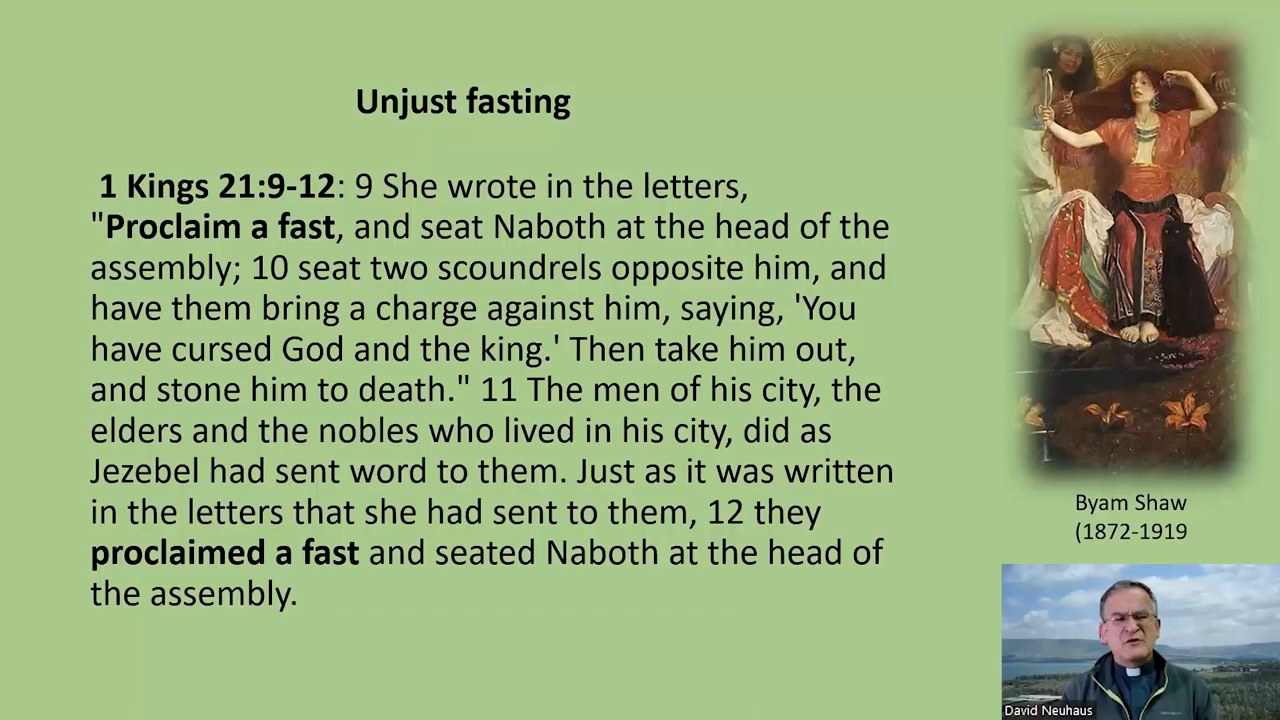 Unjust fasting
1 Kings 21:9-12: 9 She wrote in the letters,
"Proclaim a fast, and seat Naboth at the head of the
assembly; 10 seat two scoundrels opposite him, and
have them bring a charge against him, saying, 'You
have cursed God and the king.' Then take him out,
and stone him to death." 11 The men of his city, the
elders and the nobles who lived in his city, did as
Jezebel had sent word to them. Just as it was written
in the letters that she had sent to them, 12 they
proclaimed a fast and seated Naboth at the head of
the assembly.
Byam Shaw
(1872-1919
David Neuhaus